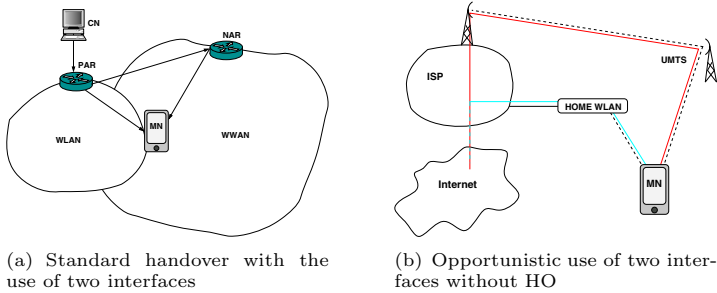 CN
NAR
PAR
MN
WLAN
WWAN
(a) Standard handover with the
use of two interfaces
UMTS
ISP
HOME WLAN
Internet
MN
(b) Opportunistic use of two inter-
faces without HO